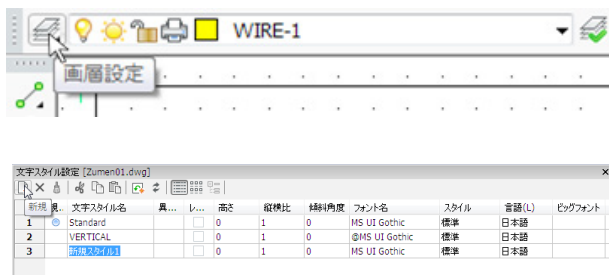 WIRE-1
画層設定
文字スタイル設定 [Zumen01.dwg]
新規
現.. 文字スタイル名 異... レ... 高さ 縦横比 傾斜角度 フォント名 スタイル 言語(L) ビッグフォント
1 Standard 0 1 0 MS UI Gothic 標準 日本語
2 VERTICAL 0 1 0 @MS UI Gothic 標準 日本語
3 新規スタイル1 0 1 0 MS UI Gothic 標準 日本語